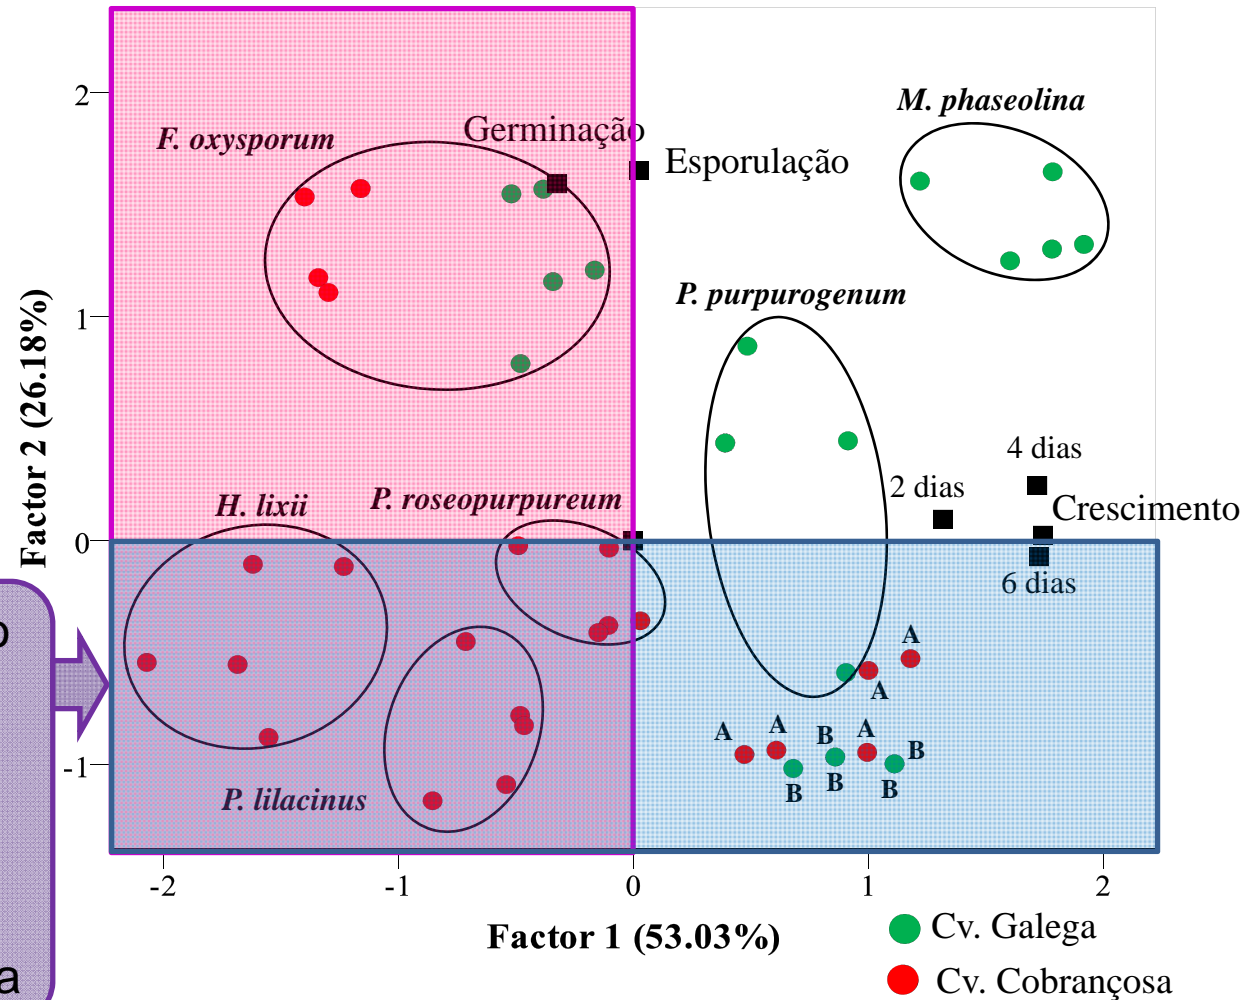 2
M. phaseolina
F. oxysporum
Germinação
Esporulação
P. purpurogenum
1
Factor 2 (26.18%)
4 dias
2 dias
Crescimento
H. lixii
P. roseopurpureum
0
6 dias
o
A
A
A
A
B
A
B
B
B
B
-1
P. lilacinus
-2
-1
0
1
2
Factor 1 (53.03%)
Cv. Galega
Cv. Cobrançosa
a